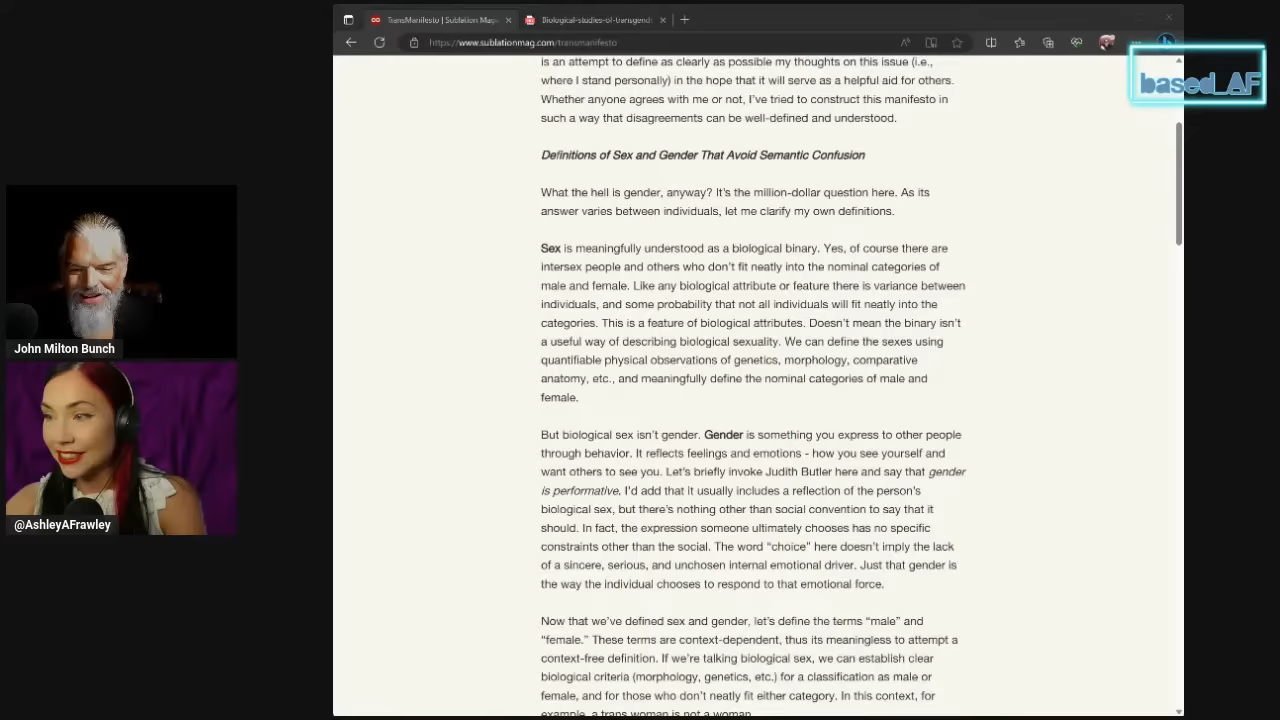 TransManifesto | Sublation Mag
Biological-studies-of-transgend
https://www.sublationmag.com/transmanifesto
based_AF
is an attempt to define as clearly as possible my thoughts on this issue (i.e.,
where I stand personally) in the hope that it will serve as a helpful aid for others.
Whether anyone agrees with me or not, I've tried to construct this manifesto in
such a way that disagreements can be well-defined and understood.
Definitions of Sex and Gender That Avoid Semantic Confusion
What the hell is gender, anyway? It's the million-dollar question here. As its
answer varies between individuals, let me clarify my own definitions.
Sex is meaningfully understood as a biological binary. Yes, of course there are
intersex people and others who don't fit neatly into the nominal categories of
male and female. Like any biological attribute or feature there is variance between
individuals, and some probability that not all individuals will fit neatly into the
categories. This is a feature of biological attributes. Doesn't mean the binary isn't
a useful way of describing biological sexuality. We can define the sexes using
quantifiable physical observations of genetics, morphology, comparative
anatomy, etc., and meaningfully define the nominal categories of male and
female.
But biological sex isn't gender. Gender is something you express to other people
through behavior. It reflects feelings and emotions - how you see yourself and
want others to see you. Let's briefly invoke Judith Butler here and say that gender
is performative. I'd add that it usually includes a reflection of the person's
biological sex, but there's nothing other than social convention to say that it
should. In fact, the expression someone ultimately chooses has no specific
constraints other than the social. The word "choice" here doesn't imply the lack
of a sincere, serious, and unchosen internal emotional driver. Just that gender is
the way the individual chooses to respond to that emotional force.
Now that we've defined sex and gender, let's define the terms "male" and
"female." These terms are context-dependent, thus its meaningless to attempt a
context-free definition. If we're talking biological sex, we can establish clear
biological criteria (morphology, genetics, etc.) for a classification as male or
female, and for those who don't neatly fit either category. In this context, for
example, a trans woman is not a woman.
John Milton Bunch
@AshleyAFrawley